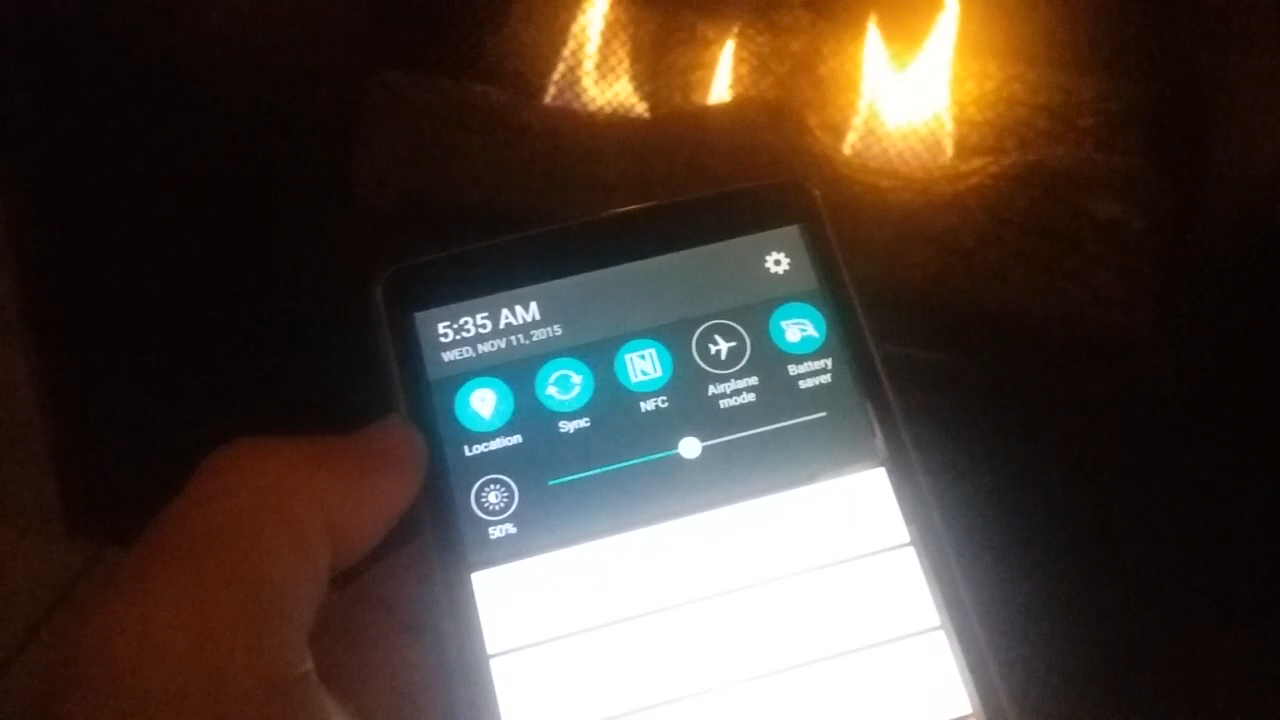 5:35 AM
WED, NOV 11, 2015
Location
Sync
NFC
Airplane
mode
Battery
saver
50%